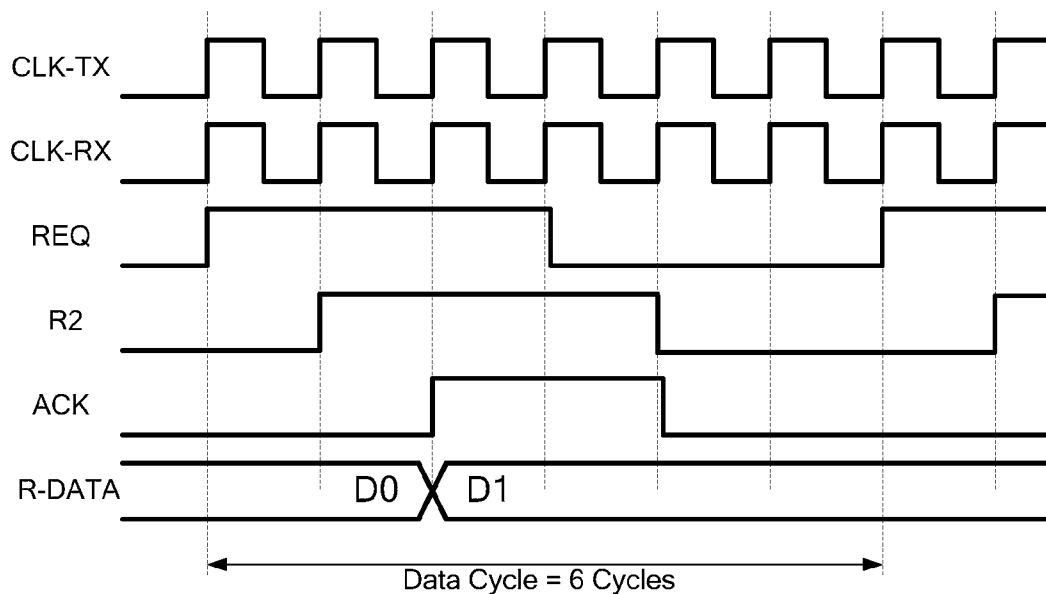 CLK-TX
CLK-RX
REQ
R2
ACK
R-DATA
D0
D1
Data Cycle = 6 Cycles